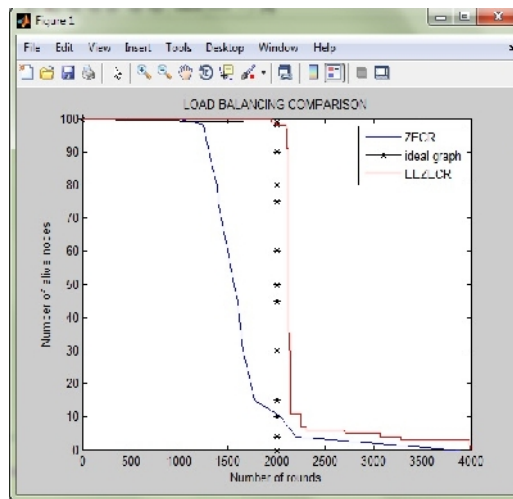 Figure 1
File Edit View Insert Tools Desktop Window Help
LOAD BALANCING COMPARISON
ZECR
ideal graph
EEZECR
Number of alive nodes
100
90
80
70
60
50
40
30
20
10
0
0 500 1000 1500 2000 2500 3000 3500 4000
Number of rounds